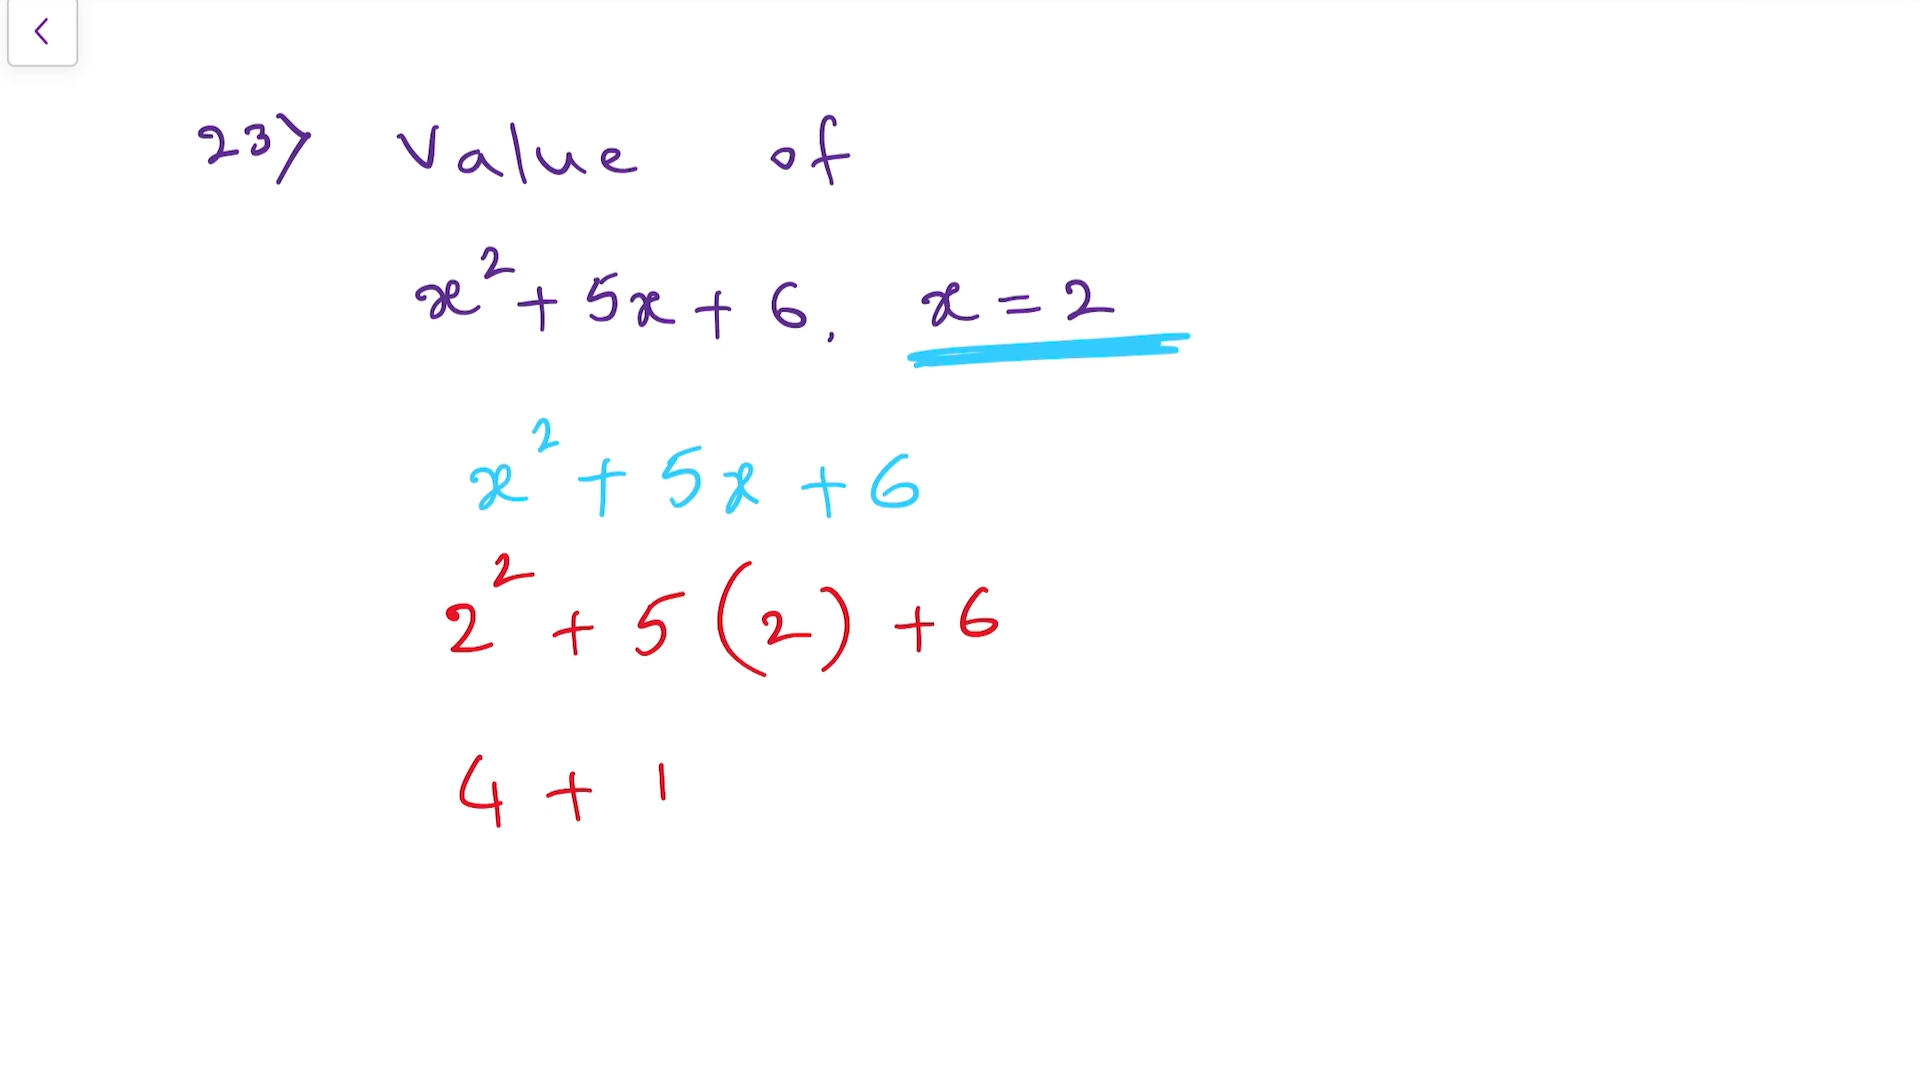 23) Value of
x² + 5x + 6, x = 2
x² + 5x + 6
2² + 5(2) + 6
4 + 1